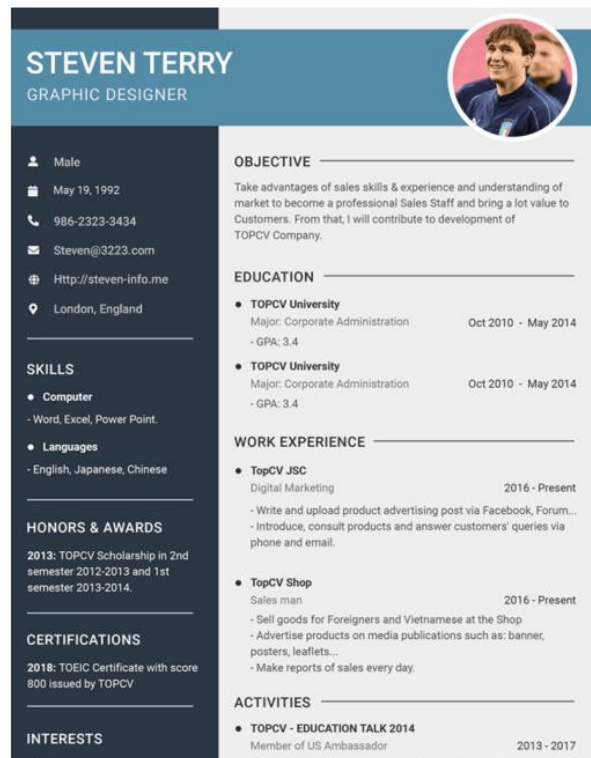 STEVEN TERRY
GRAPHIC DESIGNER
Male
May 19, 1992
986-2323-3434
Steven@3223.com
Http://steven-info.me
London, England
SKILLS
Computer
- Word, Excel, Power Point.
Languages
- English, Japanese, Chinese
HONORS & AWARDS
2013: TOPCV Scholarship in 2nd
semester 2012-2013 and 1st
semester 2013-2014.
CERTIFICATIONS
2018: TOEIC Certificate with score
800 issued by TOPCV
INTERESTS
OBJECTIVE
Take advantages of sales skills & experience and understanding of
market to become a professional Sales Staff and bring a lot value to
Customers. From that, I will contribute to development of
TOPCV Company.
EDUCATION
TOPCV University
Major: Corporate Administration Oct 2010 - May 2014
- GPA: 3.4
TOPCV University
Major: Corporate Administration Oct 2010 - May 2014
- GPA: 3.4
WORK EXPERIENCE
TopCV JSC
Digital Marketing 2016 - Present
- Write and upload product advertising post via Facebook, Forum...
- Introduce, consult products and answer customers' queries via
phone and email.
TopCV Shop
Sales man 2016 - Present
- Sell goods for Foreigners and Vietnamese at the Shop
- Advertise products on media publications such as: banner,
posters, leaflets...
- Make reports of sales every day.
ACTIVITIES
TOPCV - EDUCATION TALK 2014
Member of US Ambassador 2013 - 2017